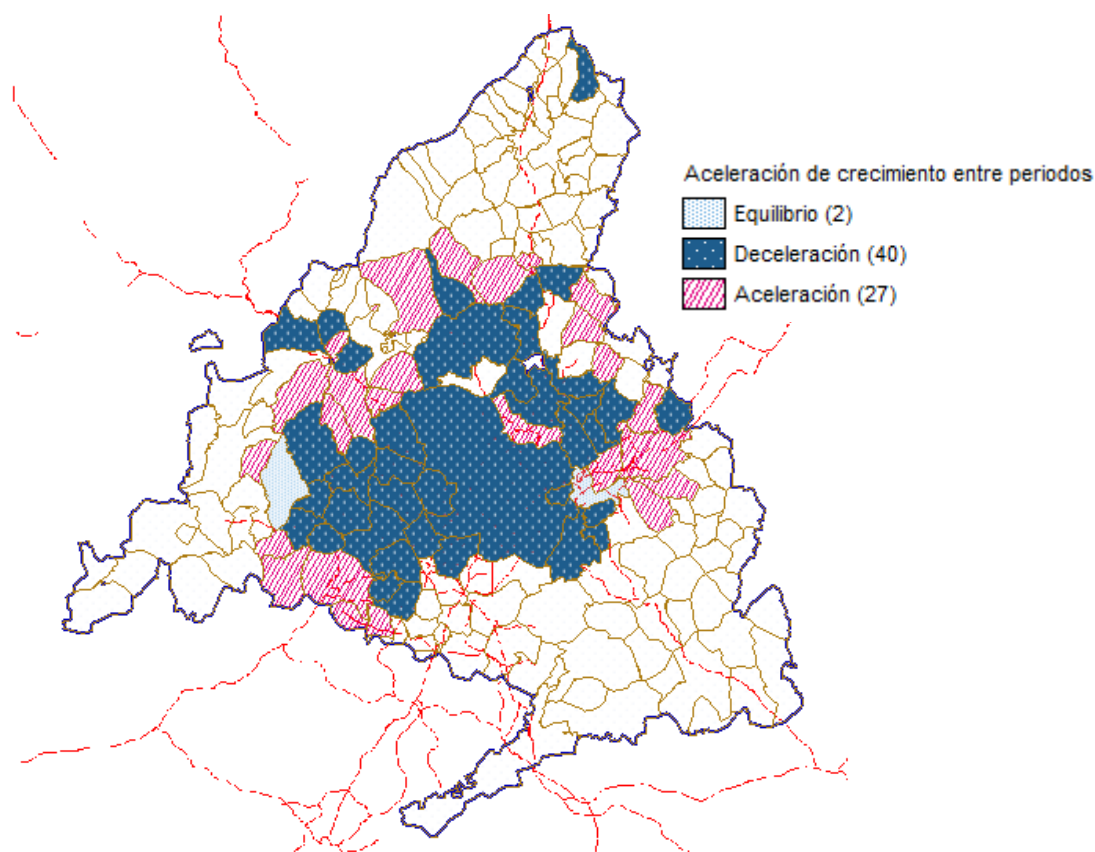 Aceleración de crecimiento entre periodos
Equilibrio (2)
Deceleración (40)
Aceleración (27)